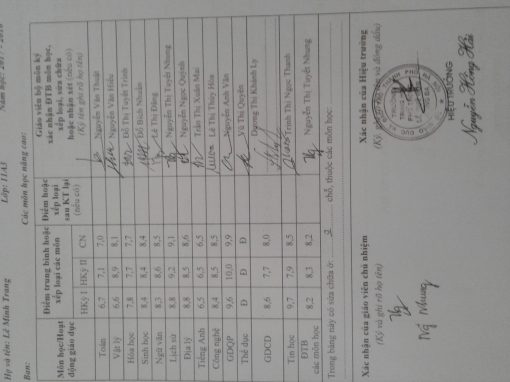 Họ và tên: Lê Minh Trang Lớp: 11A3 Năm học: 2017 - 2018
Ban: Các môn học nâng cao:
Môn học/Hoạt động giáo dục | Điểm trung bình hoặc xếp loại các môn | Điểm hoặc xếp loại sau KT lại (nếu có) | Giáo viên bộ môn ký xác nhận ĐTB môn học, xếp loại, sửa chữa hoặc nhận xét (nếu có) (Ký tên ghi rõ họ tên)
HKỳ I | HKỳ II | CN
Toán 6,7 7,1 7,0 Nguyễn Văn Thuật
Vật lý 6,6 8,9 8,1 Nguyễn Văn Hiếu
Hóa học 7,8 7,7 7,7 Thị Tuyết Trinh
Sinh học 8,4 8,4 8,4 Đỗ Bích Nhuần
Ngữ văn 8,3 8,6 8,5 Lê Thị Dũng
Lịch sử 8,8 9,2 9,1 Nguyễn Thị Tuyết Nhung
Địa lý 8,8 8,5 8,6 Nguyễn Ngọc Quỳnh
Tiếng Anh 6,5 6,5 6,5 Trần Thị Xuân Mai
Công nghệ 8,4 8,5 8,5 Lê Thị Thúy Hòa
GDQP 9,6 10,0 9,9 Nguyễn Anh Văn
Thể dục Đ Đ Đ Vũ Thị Quyên
GDCD 8,6 7,7 8,0 Dương Thị Khánh Ly
Tin học 9,7 7,9 8,5 Trịnh Thị Ngọc Thanh
ĐTB các môn học 8,2 8,3 8,2 Nguyễn Thị Tuyết Nhung
Trong bảng này có sửa chữa ở: chỗ, thuộc các môn học:
Xác nhận của giáo viên chủ nhiệm
(Ký và ghi rõ họ tên)
Nhung
Xác nhận của Hiệu trưởng
(Ký, ghi rõ họ tên và đóng dấu)
HIỆU TRƯỞNG
Nguyễn Hồng Hải